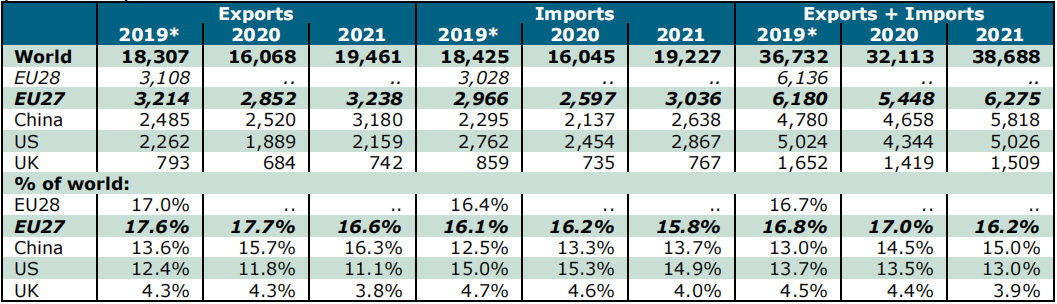 Exports Imports Exports + Imports
2019* 2020 2021 2019* 2020 2021 2019* 2020 2021
World 18,307 16,068 19,461 18,425 16,045 19,227 36,732 32,113 38,688
EU28 3,108 .. .. 3,028 .. .. 6,136 .. ..
EU27 3,214 2,852 3,238 2,966 2,597 3,036 6,180 5,448 6,275
China 2,485 2,520 3,180 2,295 2,137 2,638 4,780 4,658 5,818
US 2,262 1,889 2,159 2,762 2,454 2,867 5,024 4,344 5,026
UK 793 684 742 859 735 767 1,652 1,419 1,509
% of world:
EU28 17.0% .. .. 16.4% .. .. 16.7% .. ..
EU27 17.6% 17.7% 16.6% 16.1% 16.2% 15.8% 16.8% 17.0% 16.2%
China 13.6% 15.7% 16.3% 12.5% 13.3% 13.7% 13.0% 14.5% 15.0%
US 12.4% 11.8% 11.1% 15.0% 15.3% 14.9% 13.7% 13.5% 13.0%
UK 4.3% 4.3% 3.8% 4.7% 4.6% 4.0% 4.5% 4.4% 3.9%